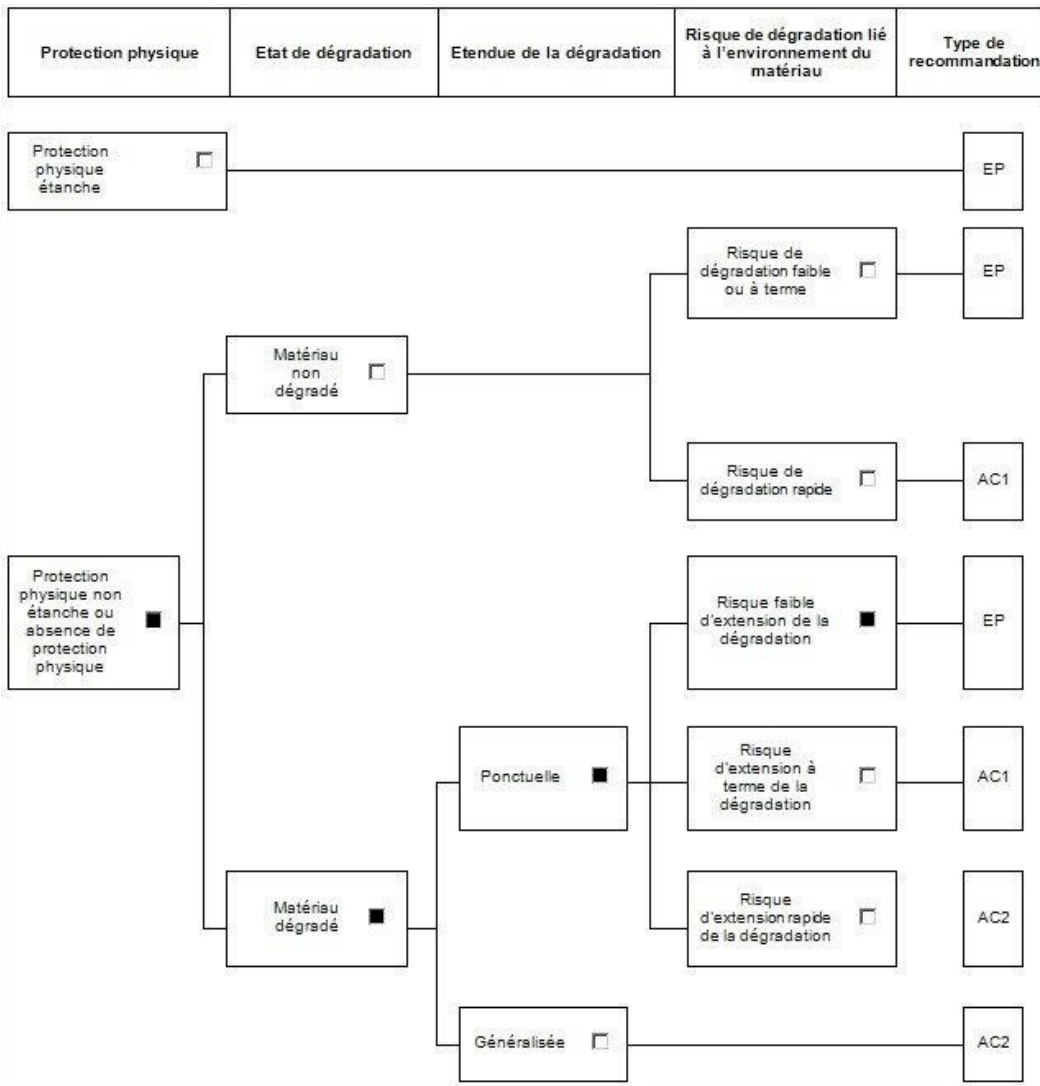 Protection physique
Etat de dégradation
Etendue de la dégradation
Risque de dégradation lié
à l'environnement du
matériau
Type de
recommandation
Protection
physique
étanche
EP
Risque de
dégradation faible
ou à terme
EP
Matériau
non
dégradé
Risque de
dégradation rapide
AC1
Protection
physique non
étanche ou
absence de
protection
physique
Risque faible
d'extension de la
dégradation
EP
Ponctuelle
Risque
d'extension à
terme de la
dégradation
AC1
Matériau
dégradé
Risque
d'extension rapide
de la dégradation
AC2
Généralisée
AC2